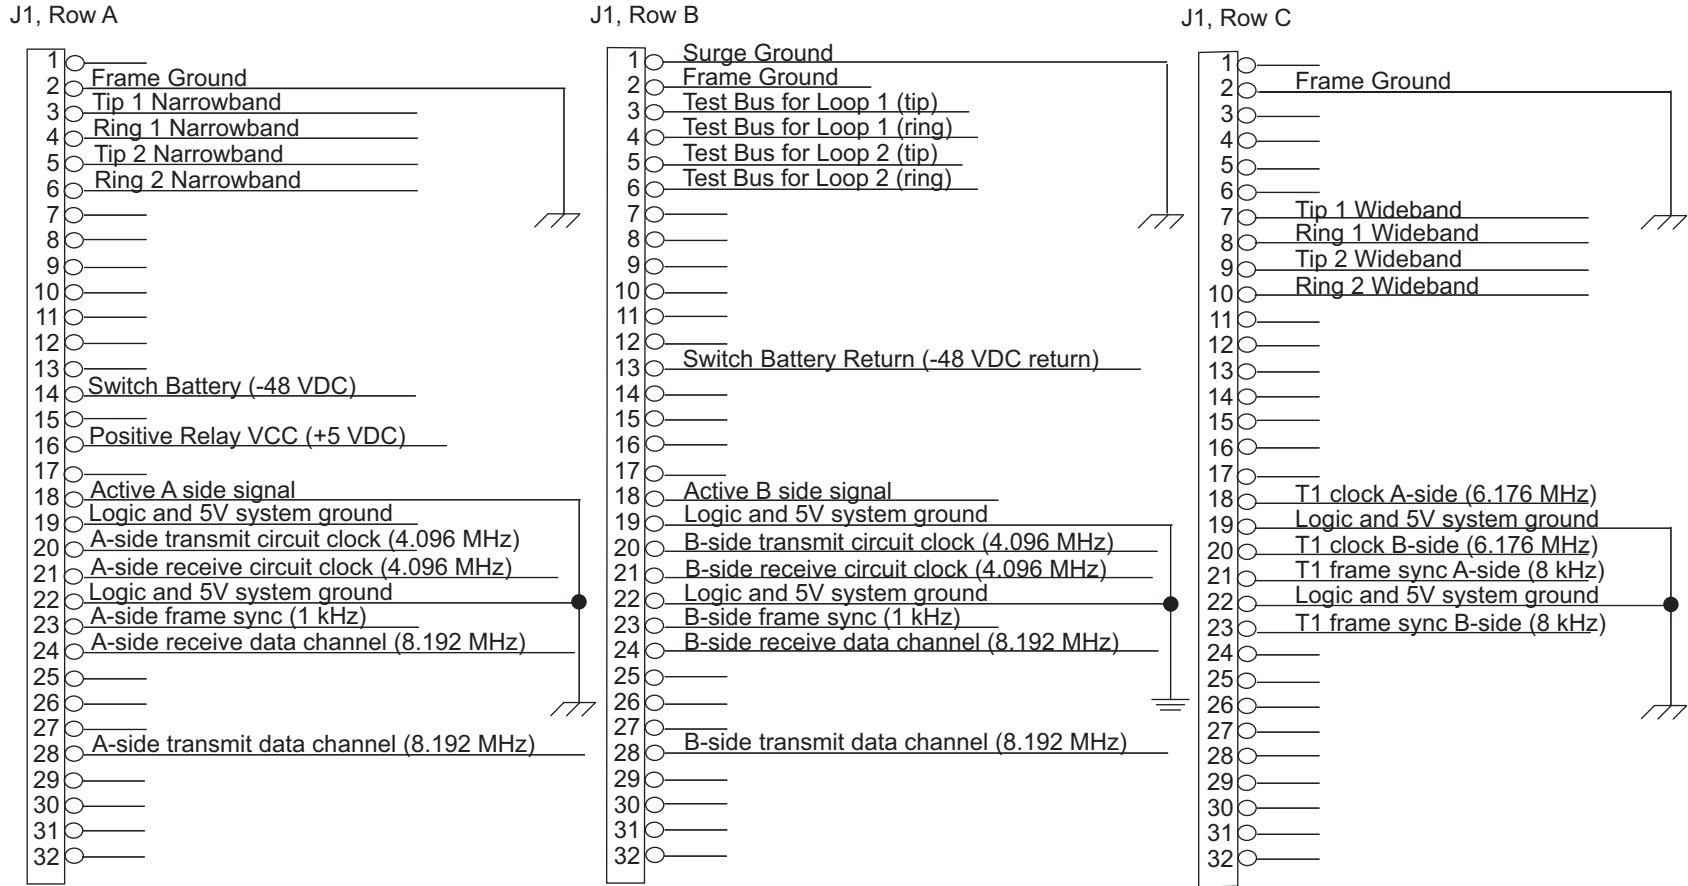 J1, Row A
1
2 Frame Ground
3 Tip 1 Narrowband
4 Ring 1 Narrowband
5 Tip 2 Narrowband
6 Ring 2 Narrowband
7
8
9
10
11
12
13
14 Switch Battery (-48 VDC)
15
16 Positive Relay VCC (+5 VDC)
17
18 Active A side signal
19 Logic and 5V system ground
20 A-side transmit circuit clock (4.096 MHz)
21 A-side receive circuit clock (4.096 MHz)
22 Logic and 5V system ground
23 A-side frame sync (1 kHz)
24 A-side receive data channel (8.192 MHz)
25
26
27
28 A-side transmit data channel (8.192 MHz)
29
30
31
32
J1, Row B
1 Surge Ground
2 Frame Ground
3 Test Bus for Loop 1 (tip)
4 Test Bus for Loop 1 (ring)
5 Test Bus for Loop 2 (tip)
6 Test Bus for Loop 2 (ring)
7
8
9
10
11
12
13 Switch Battery Return (-48 VDC return)
14
15
16
17
18 Active B side signal
19 Logic and 5V system ground
20 B-side transmit circuit clock (4.096 MHz)
21 B-side receive circuit clock (4.096 MHz)
22 Logic and 5V system ground
23 B-side frame sync (1 kHz)
24 B-side receive data channel (8.192 MHz)
25
26
27
28 B-side transmit data channel (8.192 MHz)
29
30
31
32
J1, Row C
1
2 Frame Ground
3
4
5
6
7 Tip 1 Wideband
8 Ring 1 Wideband
9 Tip 2 Wideband
10 Ring 2 Wideband
11
12
13
14
15
16
17
18 T1 clock A-side (6.176 MHz)
19 Logic and 5V system ground
20 T1 clock B-side (6.176 MHz)
21 T1 frame sync A-side (8 kHz)
22 Logic and 5V system ground
23 T1 frame sync B-side (8 kHz)
24
25
26
27
28
29
30
31
32